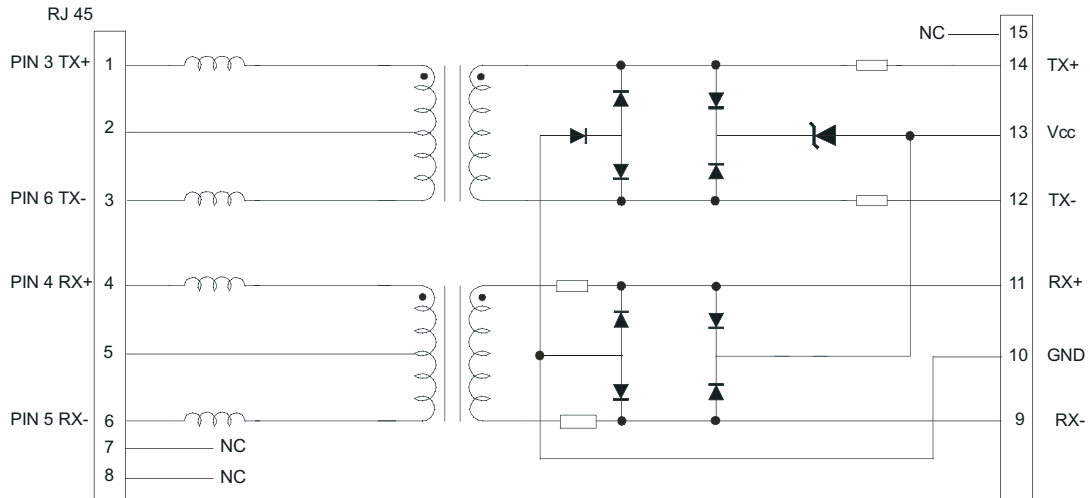 RJ 45
NC 15
PIN 3 TX+ 1 14 TX+
2 13 Vcc
PIN 6 TX- 3 12 TX-
PIN 4 RX+ 4 11 RX+
5 10 GND
PIN 5 RX- 6 9 RX-
7 NC
8 NC